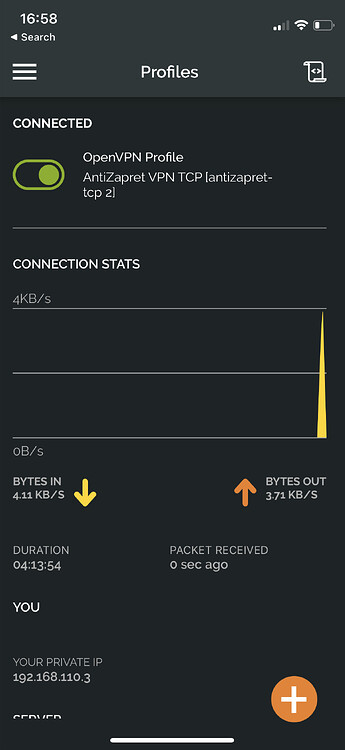 16:58
◀ Search
Profiles
CONNECTED
OpenVPN Profile
AntiZapret VPN TCP [antizapret-
tcp 2]
CONNECTION STATS
4KB/s
0B/s
BYTES IN
4.11 KB/S
BYTES OUT
3.71 KB/S
DURATION
04:13:54
PACKET RECEIVED
0 sec ago
YOU
YOUR PRIVATE IP
192.168.110.3
SERVER